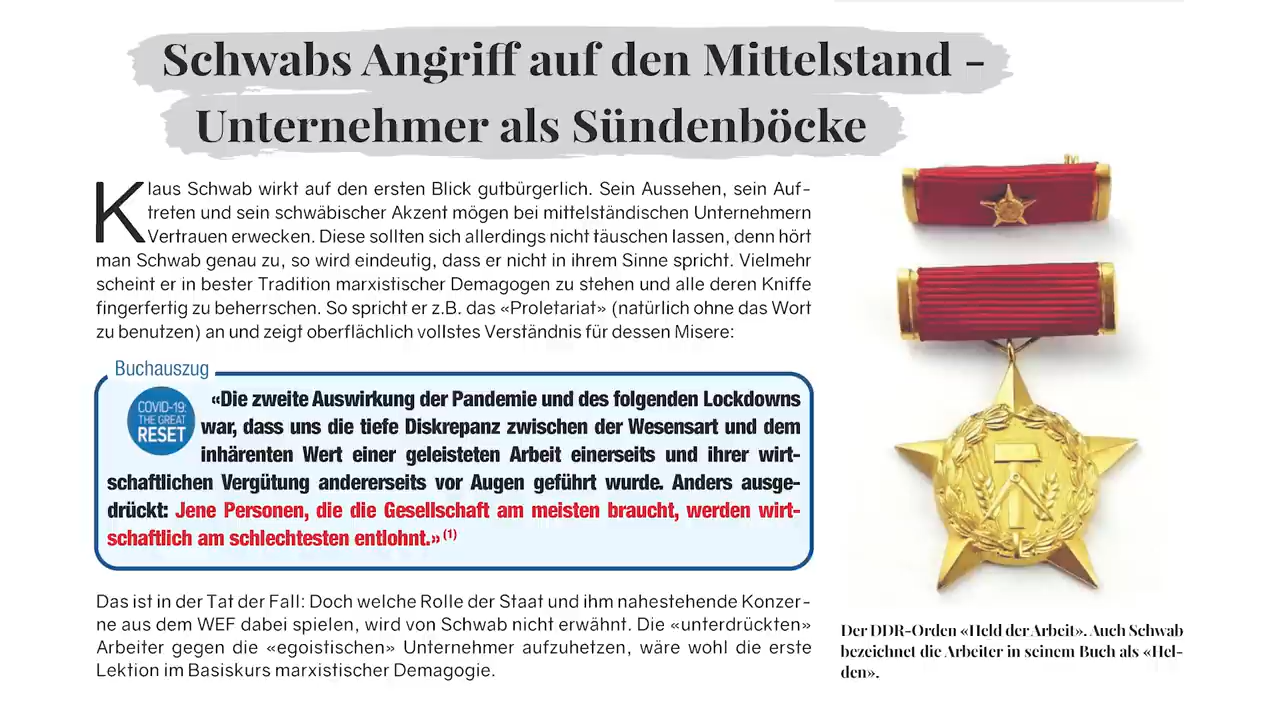 Schwabs Angriff auf den Mittelstand -
Unternehmer als Sündenböcke
Klaus Schwab wirkt auf den ersten Blick gutbürgerlich. Sein Aussehen, sein Auf-
treten und sein schwäbischer Akzent mögen bei mittelständischen Unternehmern
Vertrauen erwecken. Diese sollten sich allerdings nicht täuschen lassen, denn hört
man Schwab genau zu, so wird eindeutig, dass er nicht in ihrem Sinne spricht. Vielmehr
scheint er in bester Tradition marxistischer Demagogen zu stehen und alle deren Kniffe
fingerfertig zu beherrschen. So spricht er z.B. das «Proletariat» (natürlich ohne das Wort
zu benutzen) an und zeigt oberflächlich vollstes Verständnis für dessen Misere:
Buchauszug
COVID-19:
THE GREAT
RESET
«Die zweite Auswirkung der Pandemie und des folgenden Lockdowns
war, dass uns die tiefe Diskrepanz zwischen der Wesensart und dem
inhärenten Wert einer geleisteten Arbeit einerseits und ihrer wirt-
schaftlichen Vergütung andererseits vor Augen geführt wurde. Anders ausge-
drückt: Jene Personen, die die Gesellschaft am meisten braucht, werden wirt-
schaftlich am schlechtesten entlohnt.» (1)
Das ist in der Tat der Fall: Doch welche Rolle der Staat und ihm nahestehende Konzer-
ne aus dem WEF dabei spielen, wird von Schwab nicht erwähnt. Die «unterdrückten»
Arbeiter gegen die «egoistischen» Unternehmer aufzuhetzen, wäre wohl die erste
Lektion im Basiskurs marxistischer Demagogie.
Der DDR-Orden «Held der Arbeit». Auch Schwab
bezeichnet die Arbeiter in seinem Buch als «Hel-
den».